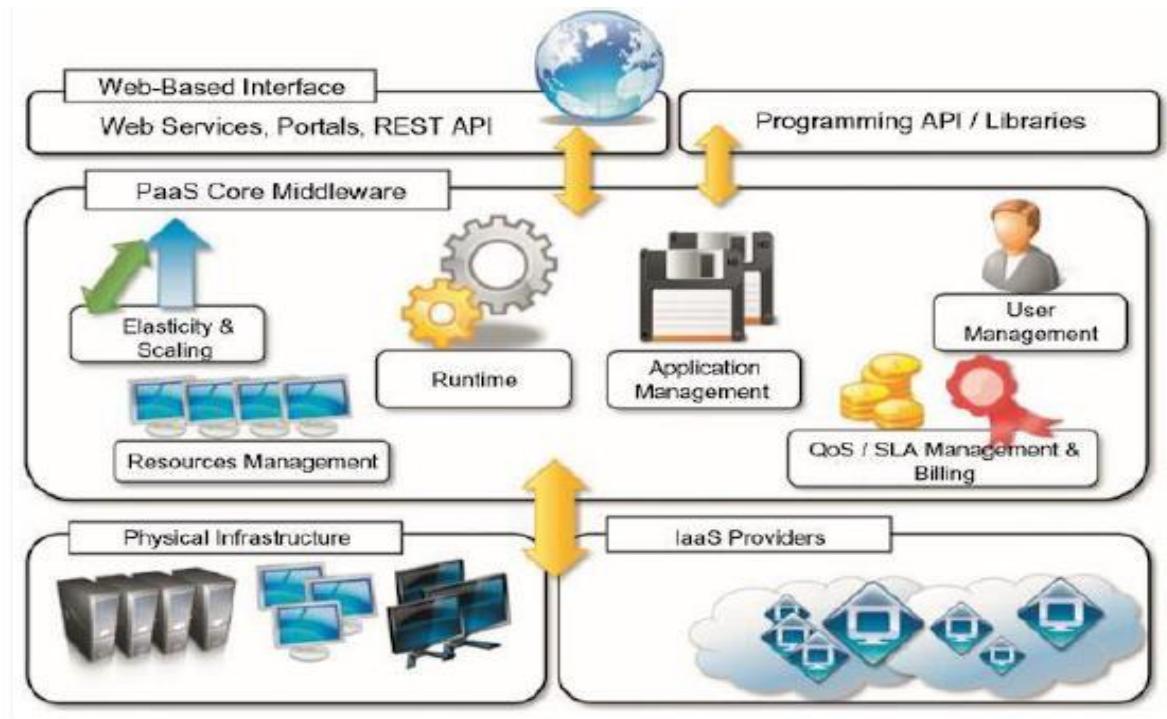 Web-Based Interface
Web Services, Portals, REST API
Programming API / Libraries
PaaS Core Middleware
Elasticity &
Scaling
Runtime
Application
Management
User
Management
Resources Management
QoS / SLA Management &
Billing
Physical Infrastructure
IaaS Providers